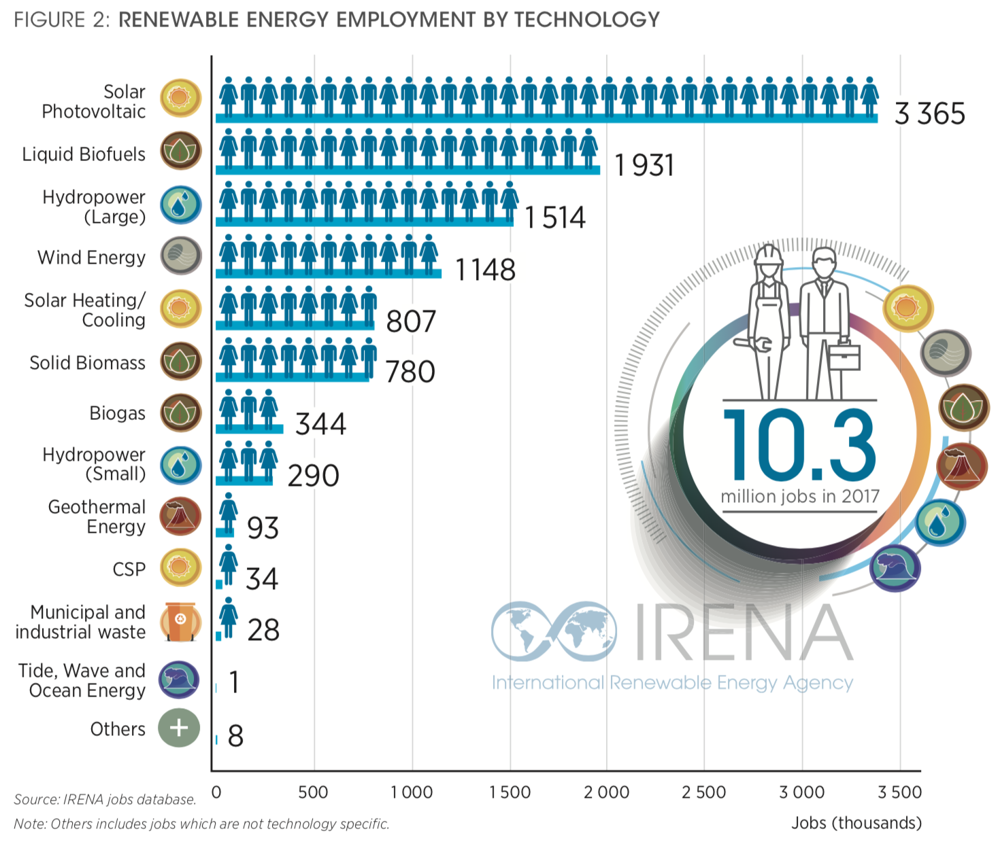 FIGURE 2: RENEWABLE ENERGY EMPLOYMENT BY TECHNOLOGY
Solar
Photovoltaic
3 365
Liquid Biofuels
1 931
Hydropower
(Large)
1 514
Wind Energy
1 148
Solar Heating/
Cooling
807
Solid Biomass
780
Biogas
344
Hydropower
(Small)
290
Geothermal
Energy
93
CSP
34
Municipal and
industrial waste
28
Tide, Wave and
Ocean Energy
1
Others
8
10.3
million jobs in 2017
IRENA
International Renewable Energy Agency
0 500 1 000 1 500 2 000 2 500 3 000 3 500
Jobs (thousands)
Source: IRENA jobs database.
Note: Others includes jobs which are not technology specific.